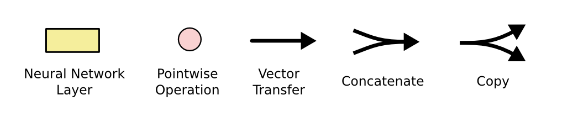 Neural Network
Layer
Pointwise
Operation
Vector
Transfer
Concatenate
Copy